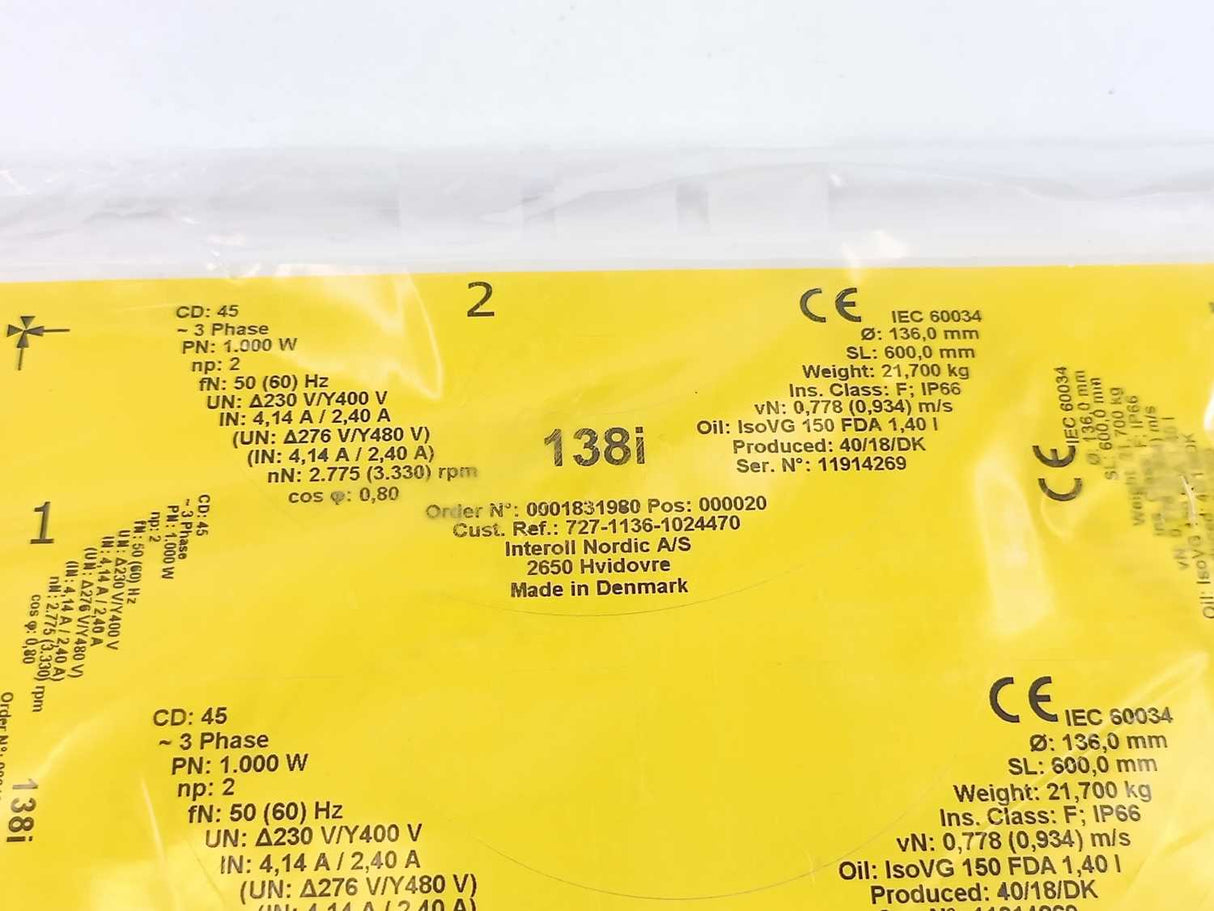 2
CD: 45
~ 3 Phase
PN: 1.000 W
np: 2
fN: 50 (60) Hz
UN: Δ230 V/Y400 V
IN: 4,14 A / 2,40 A
(UN: Δ276 V/Y480 V)
(IN: 4,14 A / 2,40 A)
nN: 2.775 (3.330) rpm
cos φ: 0,80
CE IEC 60034
Ø: 136,0 mm
SL: 600,0 mm
Weight: 21,700 kg
Ins. Class: F; IP66
vN: 0,778 (0,934) m/s
Oil: IsoVG 150 FDA 1,40 l
Produced: 40/18/DK
Ser. N°: 11914269
138i
Order N°: 0001831980 Pos: 000020
Cust. Ref.: 727-1136-1024470
Interoll Nordic A/S
2650 Hvidovre
Made in Denmark
1
CD: 45
~ 3 Phase
PN: 1.000 W
np: 2
fN: 50 (60) Hz
UN: Δ230 V/Y400 V
IN: 4,14 A / 2,40 A
(UN: Δ276 V/Y480 V)
(IN: 4,14 A / 2,40 A)
nN: 2.775 (3.330) rpm
cos φ: 0,80
138i
Order N°:
CE IEC 60034
Ø: 136,0 mm
SL: 600,0 mm
CD: 45
~ 3 Phase
PN: 1.000 W
np: 2
fN: 50 (60) Hz
UN: Δ230 V/Y400 V
IN: 4,14 A / 2,40 A
(UN: Δ276 V/Y480 V)
(IN: 4,14 A / 2,40 A)
CE IEC 60034
Ø: 136,0 mm
SL: 600,0 mm
Weight: 21,700 kg
Ins. Class: F; IP66
vN: 0,778 (0,934) m/s
Oil: IsoVG 150 FDA 1,40 l
Produced: 40/18/DK